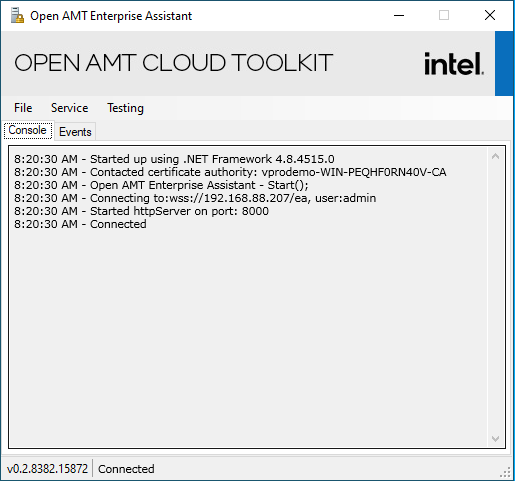 Open AMT Enterprise Assistant
OPEN AMT CLOUD TOOLKIT
intel.
File Service Testing
Console Events
8:20:30 AM - Started up using .NET Framework 4.8.4515.0
8:20:30 AM - Contacted certificate authority: vprodemo-WIN-PEQHF0RN40V-CA
8:20:30 AM - Open AMT Enterprise Assistant - Start();
8:20:30 AM - Connecting to:wss://192.168.88.207/ea, user:admin
8:20:30 AM - Started httpServer on port: 8000
8:20:30 AM - Connected
v0.2.8382.15872 Connected